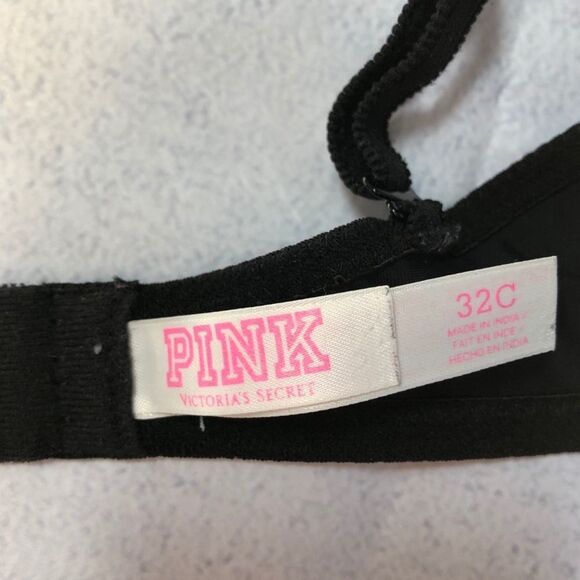 PINK
VICTORIA'S SECRET
32C
MADE IN INDIA/
FAIT EN INDE/
HECHO EN INDIA